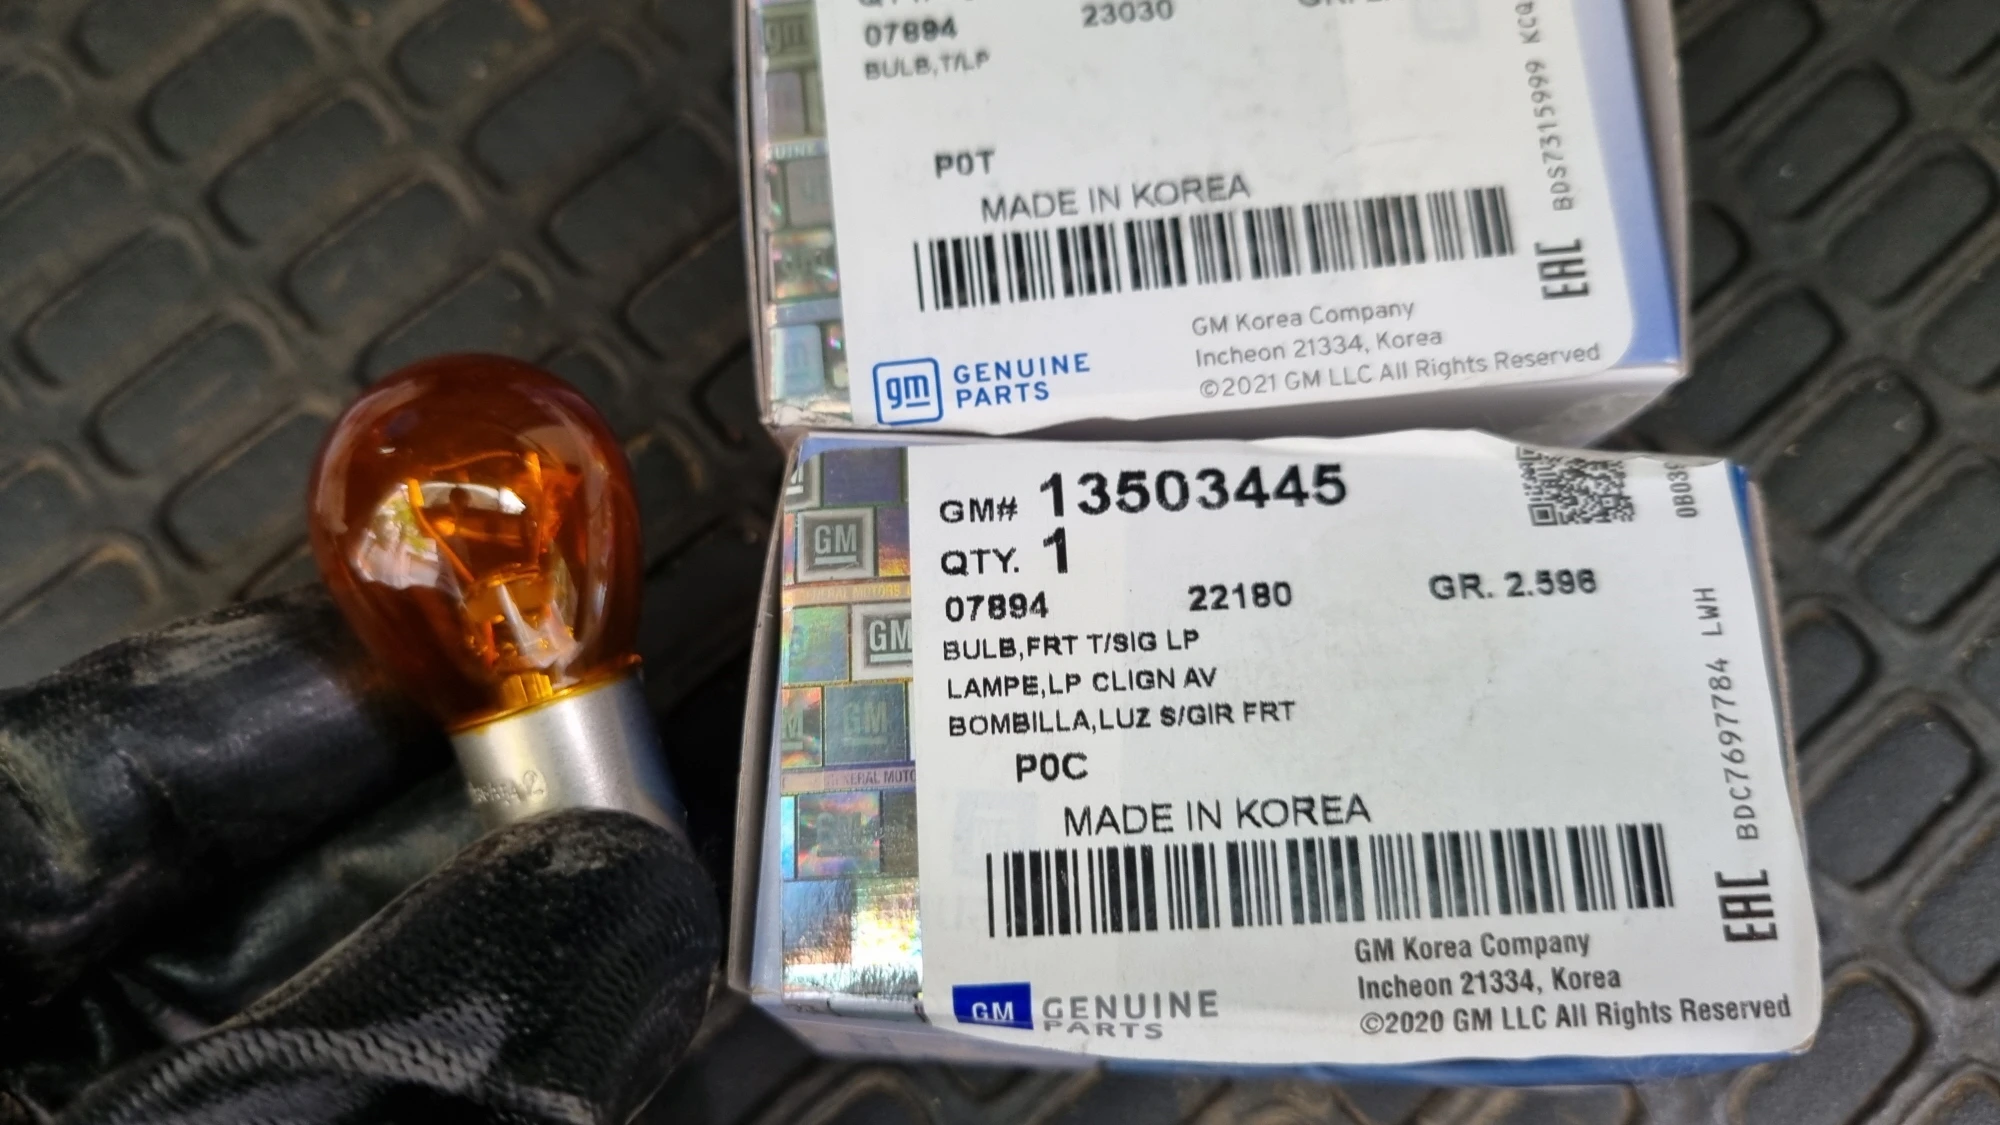 07894
23030
BULB,T/LP
P0T
MADE IN KOREA
GM Korea Company
Incheon 21334, Korea
©2021 GM LLC All Rights Reserved
gm GENUINE
PARTS
BDS7315999
EAC
GM# 13503445
QTY. 1
07894 22180 GR. 2.596
BULB,FRT T/SIG LP
LAMPE,LP CLIGN AV
BOMBILLA,LUZ S/GIR FRT
P0C
MADE IN KOREA
GM Korea Company
Incheon 21334, Korea
©2020 GM LLC All Rights Reserved
GM GENUINE
PARTS
BDC7697784 LWH
EAC
GM
GM
GM